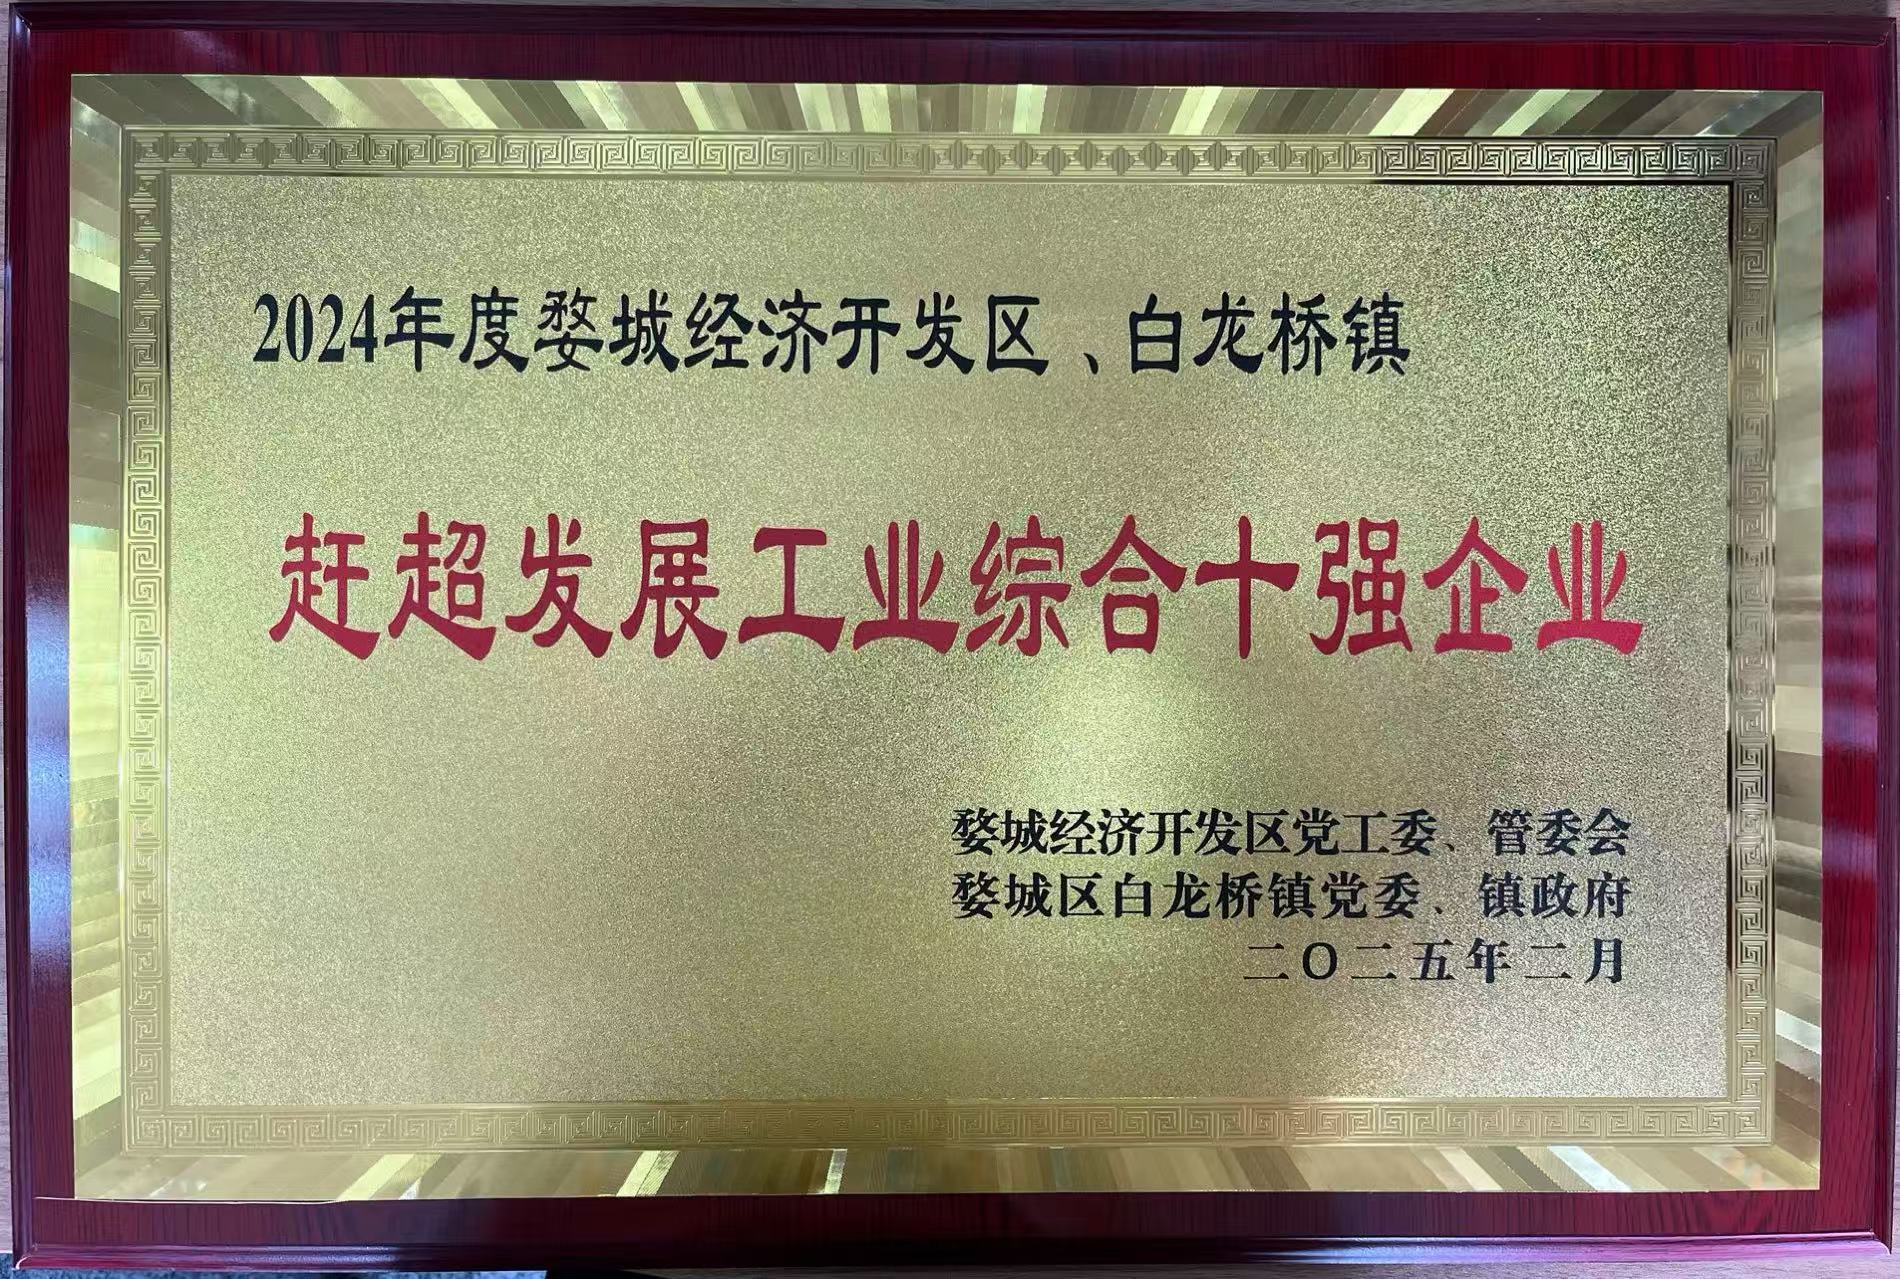 2024年度婺城经济开发区、白龙桥镇
赶超发展工业综合十强企业
婺城经济开发区党工委、管委会
婺城区白龙桥镇党委、镇政府
二〇二五年二月